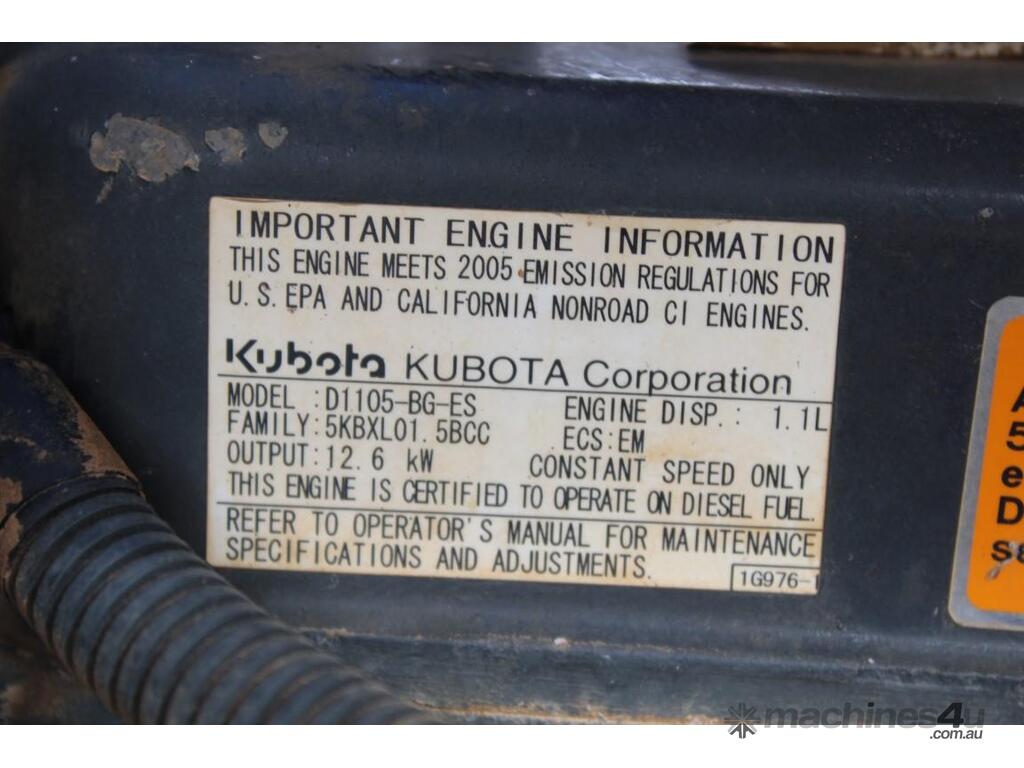 IMPORTANT ENGINE INFORMATION
THIS ENGINE MEETS 2005 EMISSION REGULATIONS FOR
U.S.EPA AND CALIFORNIA NONROAD CI ENGINES.
Kubota KUBOTA Corporation
MODEL :D1105-BG-ES ENGINE DISP.: 1.1L
FAMILY:5KBXL01.5BCC ECS:EM
OUTPUT:12.6 kW CONSTANT SPEED ONLY
THIS ENGINE IS CERTIFIED TO OPERATE ON DIESEL FUEL.
REFER TO OPERATOR'S MANUAL FOR MAINTENANCE
SPECIFICATIONS AND ADJUSTMENTS.
1G976-1
machines4u
.com.au